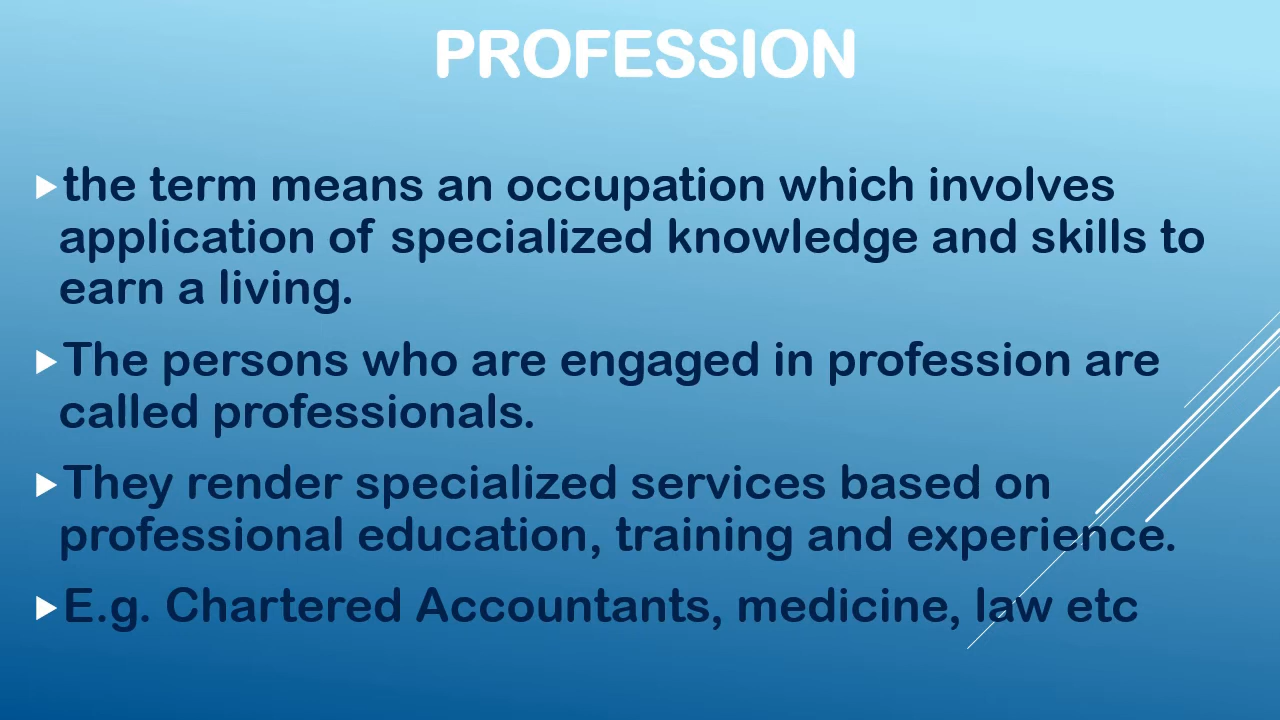 PROFESSION
the term means an occupation which involves
application of specialized knowledge and skills to
earn a living.
The persons who are engaged in profession are
called professionals.
They render specialized services based on
professional education, training and experience.
E.g. Chartered Accountants, medicine, law etc